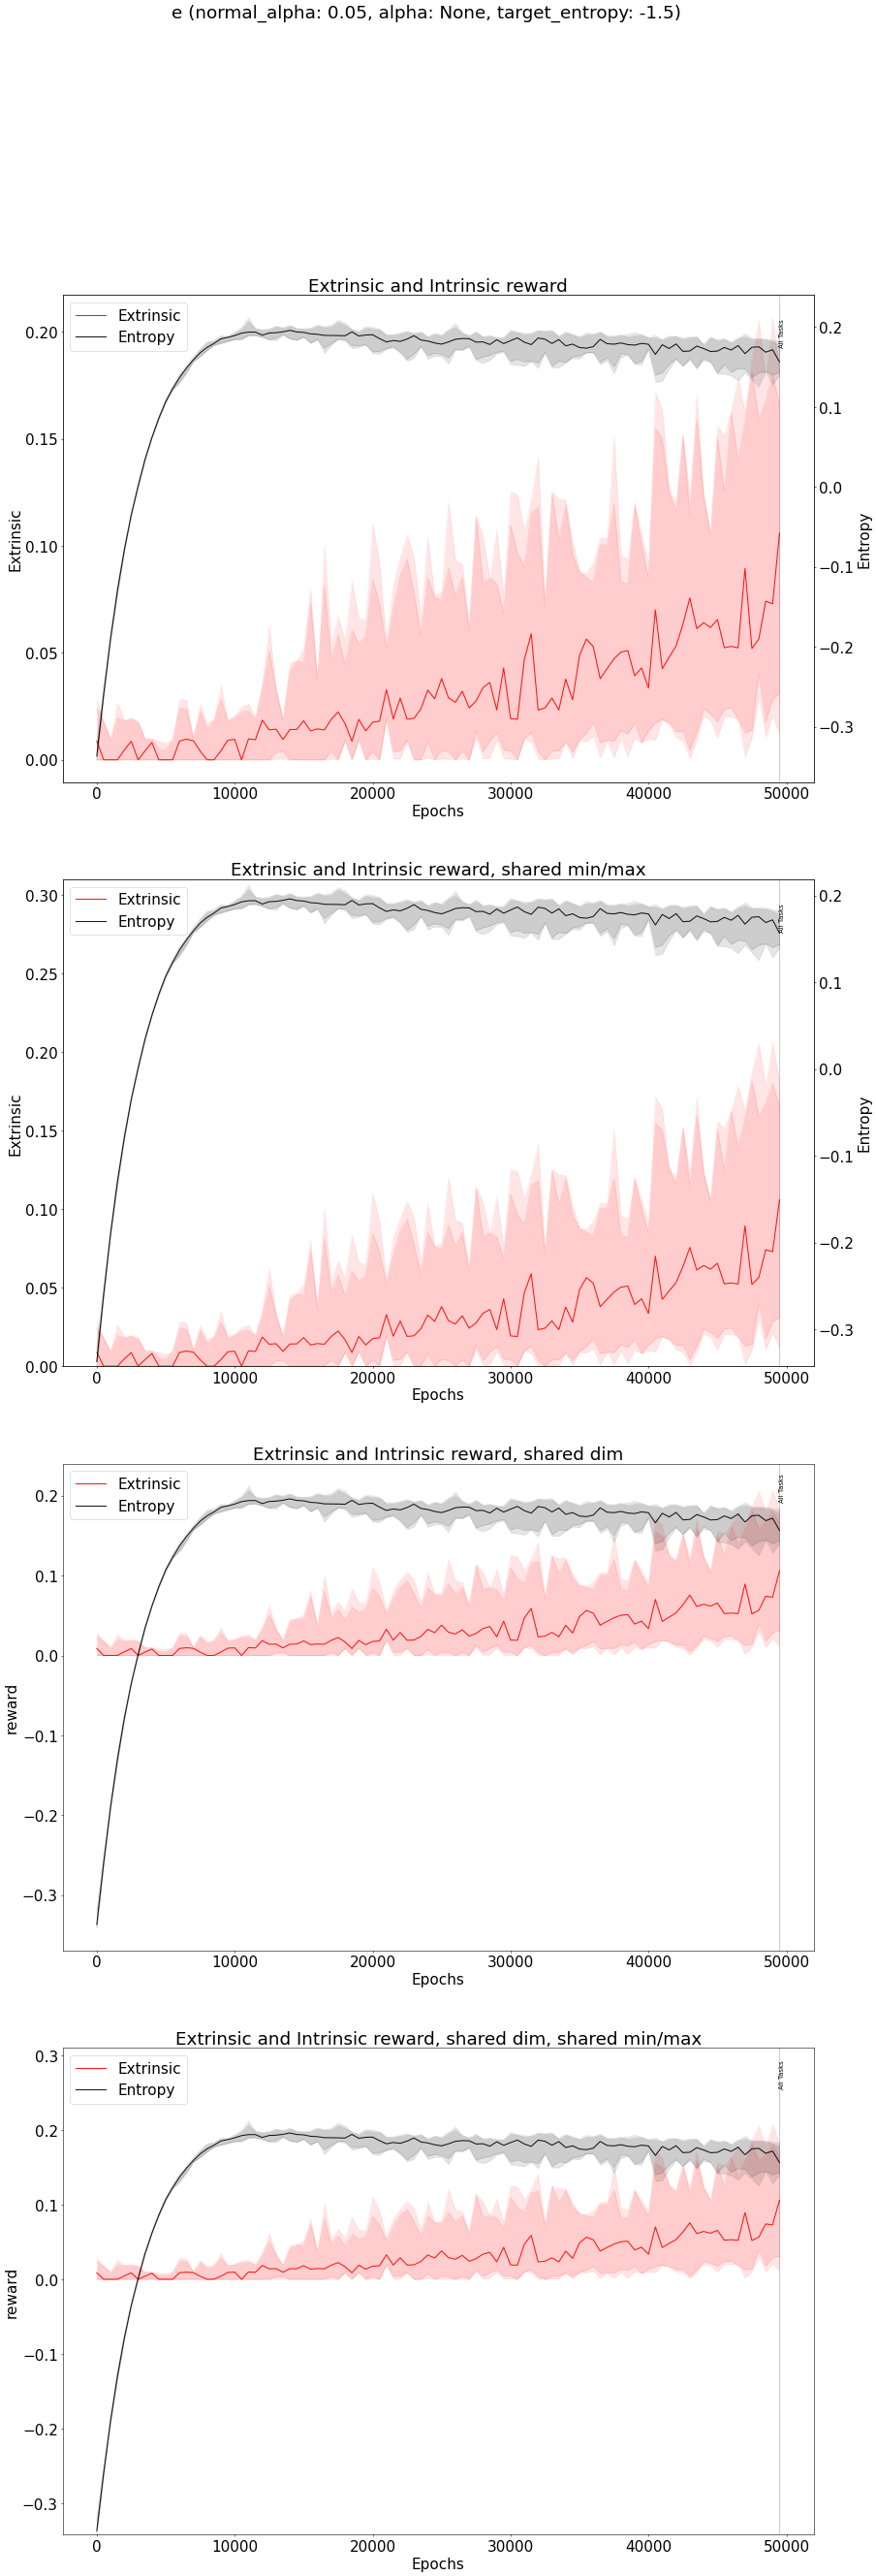 e (normal_alpha: 0.05, alpha: None, target_entropy: -1.5)
Extrinsic and Intrinsic reward
Extrinsic
Entropy
All Tasks
0.20
0.15
0.10
0.05
0.00
Extrinsic
0.2
0.1
0.0
−0.1
−0.2
−0.3
Entropy
0 10000 20000 30000 40000 50000
Epochs
Extrinsic and Intrinsic reward, shared min/max
Extrinsic
Entropy
All Tasks
0.30
0.25
0.20
0.15
0.10
0.05
0.00
Extrinsic
0.2
0.1
0.0
−0.1
−0.2
−0.3
Entropy
0 10000 20000 30000 40000 50000
Epochs
Extrinsic and Intrinsic reward, shared dim
Extrinsic
Entropy
All Tasks
0.2
0.1
0.0
−0.1
−0.2
−0.3
reward
0 10000 20000 30000 40000 50000
Epochs
Extrinsic and Intrinsic reward, shared dim, shared min/max
Extrinsic
Entropy
All Tasks
0.3
0.2
0.1
0.0
−0.1
−0.2
−0.3
reward
0 10000 20000 30000 40000 50000
Epochs